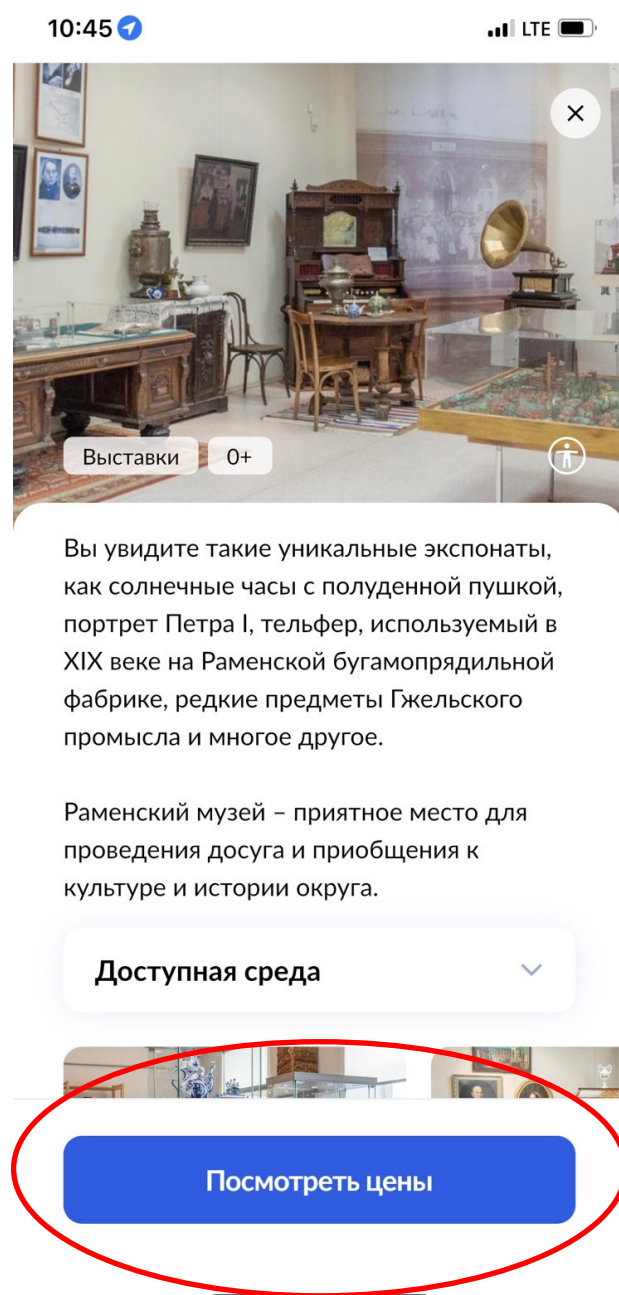 10:45
LTE
Выставки
0+
Вы увидите такие уникальные экспонаты,
как солнечные часы с полуденной пушкой,
портрет Петра I, тельфер, используемый в
XIX веке на Раменской бугамопрядильной
фабрике, редкие предметы Гжельского
промысла и многое другое.
Раменский музей – приятное место для
проведения досуга и приобщения к
культуре и истории округа.
Доступная среда
Посмотреть цены